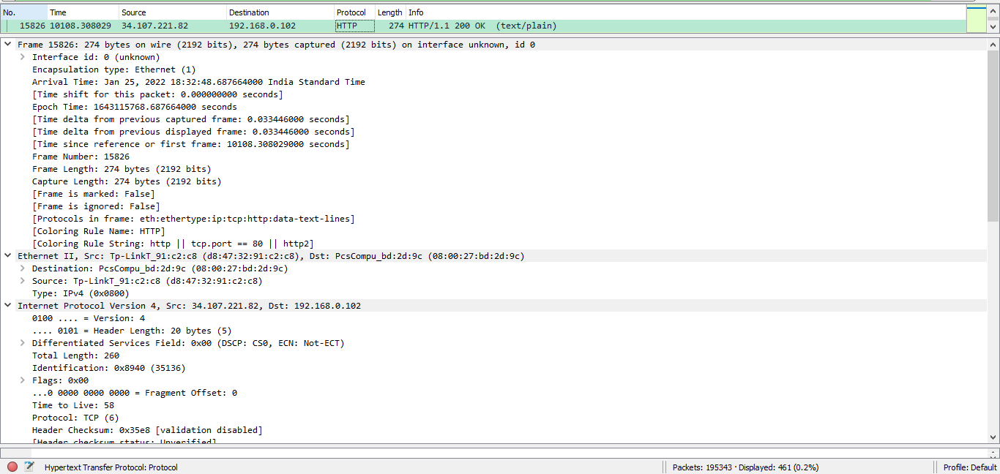 No. Time Source Destination Protocol Length Info
15826 10108.308029 34.107.221.82 192.168.0.102 HTTP 274 HTTP/1.1 200 OK (text/plain)
Frame 15826: 274 bytes on wire (2192 bits), 274 bytes captured (2192 bits) on interface unknown, id 0
Interface id: 0 (unknown)
Encapsulation type: Ethernet (1)
Arrival Time: Jan 25, 2022 18:32:48.687664000 India Standard Time
[Time shift for this packet: 0.000000000 seconds]
Epoch Time: 1643115768.687664000 seconds
[Time delta from previous captured frame: 0.033446000 seconds]
[Time delta from previous displayed frame: 0.033446000 seconds]
[Time since reference or first frame: 10108.308029000 seconds]
Frame Number: 15826
Frame Length: 274 bytes (2192 bits)
Capture Length: 274 bytes (2192 bits)
[Frame is marked: False]
[Frame is ignored: False]
[Protocols in frame: eth:ethertype:ip:tcp:http:data-text-lines]
[Coloring Rule Name: HTTP]
[Coloring Rule String: http || tcp.port == 80 || http2]
Ethernet II, Src: Tp-LinkT_91:c2:c8 (d8:47:32:91:c2:c8), Dst: PcsCompu_bd:2d:9c (08:00:27:bd:2d:9c)
Destination: PcsCompu_bd:2d:9c (08:00:27:bd:2d:9c)
Source: Tp-LinkT_91:c2:c8 (d8:47:32:91:c2:c8)
Type: IPv4 (0x0800)
Internet Protocol Version 4, Src: 34.107.221.82, Dst: 192.168.0.102
0100 .... = Version: 4
.... 0101 = Header Length: 20 bytes (5)
Differentiated Services Field: 0x00 (DSCP: CS0, ECN: Not-ECT)
Total Length: 260
Identification: 0x8940 (35136)
Flags: 0x00
...0 0000 0000 0000 = Fragment Offset: 0
Time to Live: 58
Protocol: TCP (6)
Header Checksum: 0x35e8 [validation disabled]
[Header checksum status: Unverified]
Hypertext Transfer Protocol: Protocol Packets: 195343 · Displayed: 461 (0.2%) Profile: Default